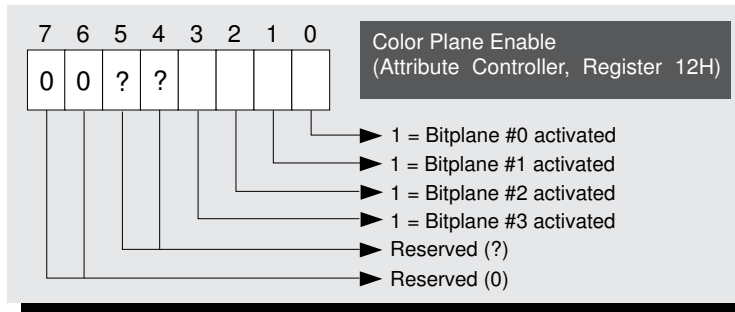 7 6 5 4 3 2 1 0
0 0 ? ?
Color Plane Enable
(Attribute Controller, Register 12H)
1 = Bitplane #0 activated
1 = Bitplane #1 activated
1 = Bitplane #2 activated
1 = Bitplane #3 activated
Reserved (?)
Reserved (0)